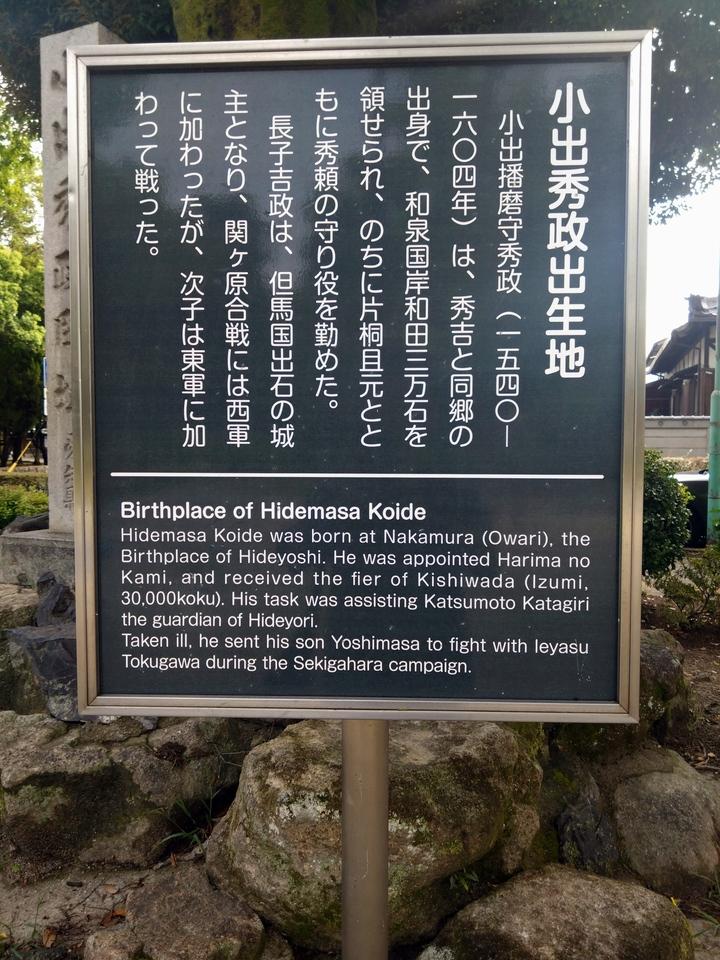 小出秀政出生地
小出播磨守秀政（一五四〇―
一六〇四年）は、秀吉と同郷の
出身で、和泉国岸和田三万石を
領せられ、のちに片桐且元とと
もに秀頼の守り役を勤めた。
長子吉政は、但馬国出石の城
主となり、関ヶ原合戦には西軍
に加わったが、次子は東軍に加
わって戦った。
Birthplace of Hidemasa Koide
Hidemasa Koide was born at Nakamura (Owari), the
Birthplace of Hideyoshi. He was appointed Harima no
Kami, and received the fier of Kishiwada (Izumi,
30,000koku). His task was assisting Katsumoto Katagiri
the guardian of Hideyori.
Taken ill, he sent his son Yoshimasa to fight with Ieyasu
Tokugawa during the Sekigahara campaign.